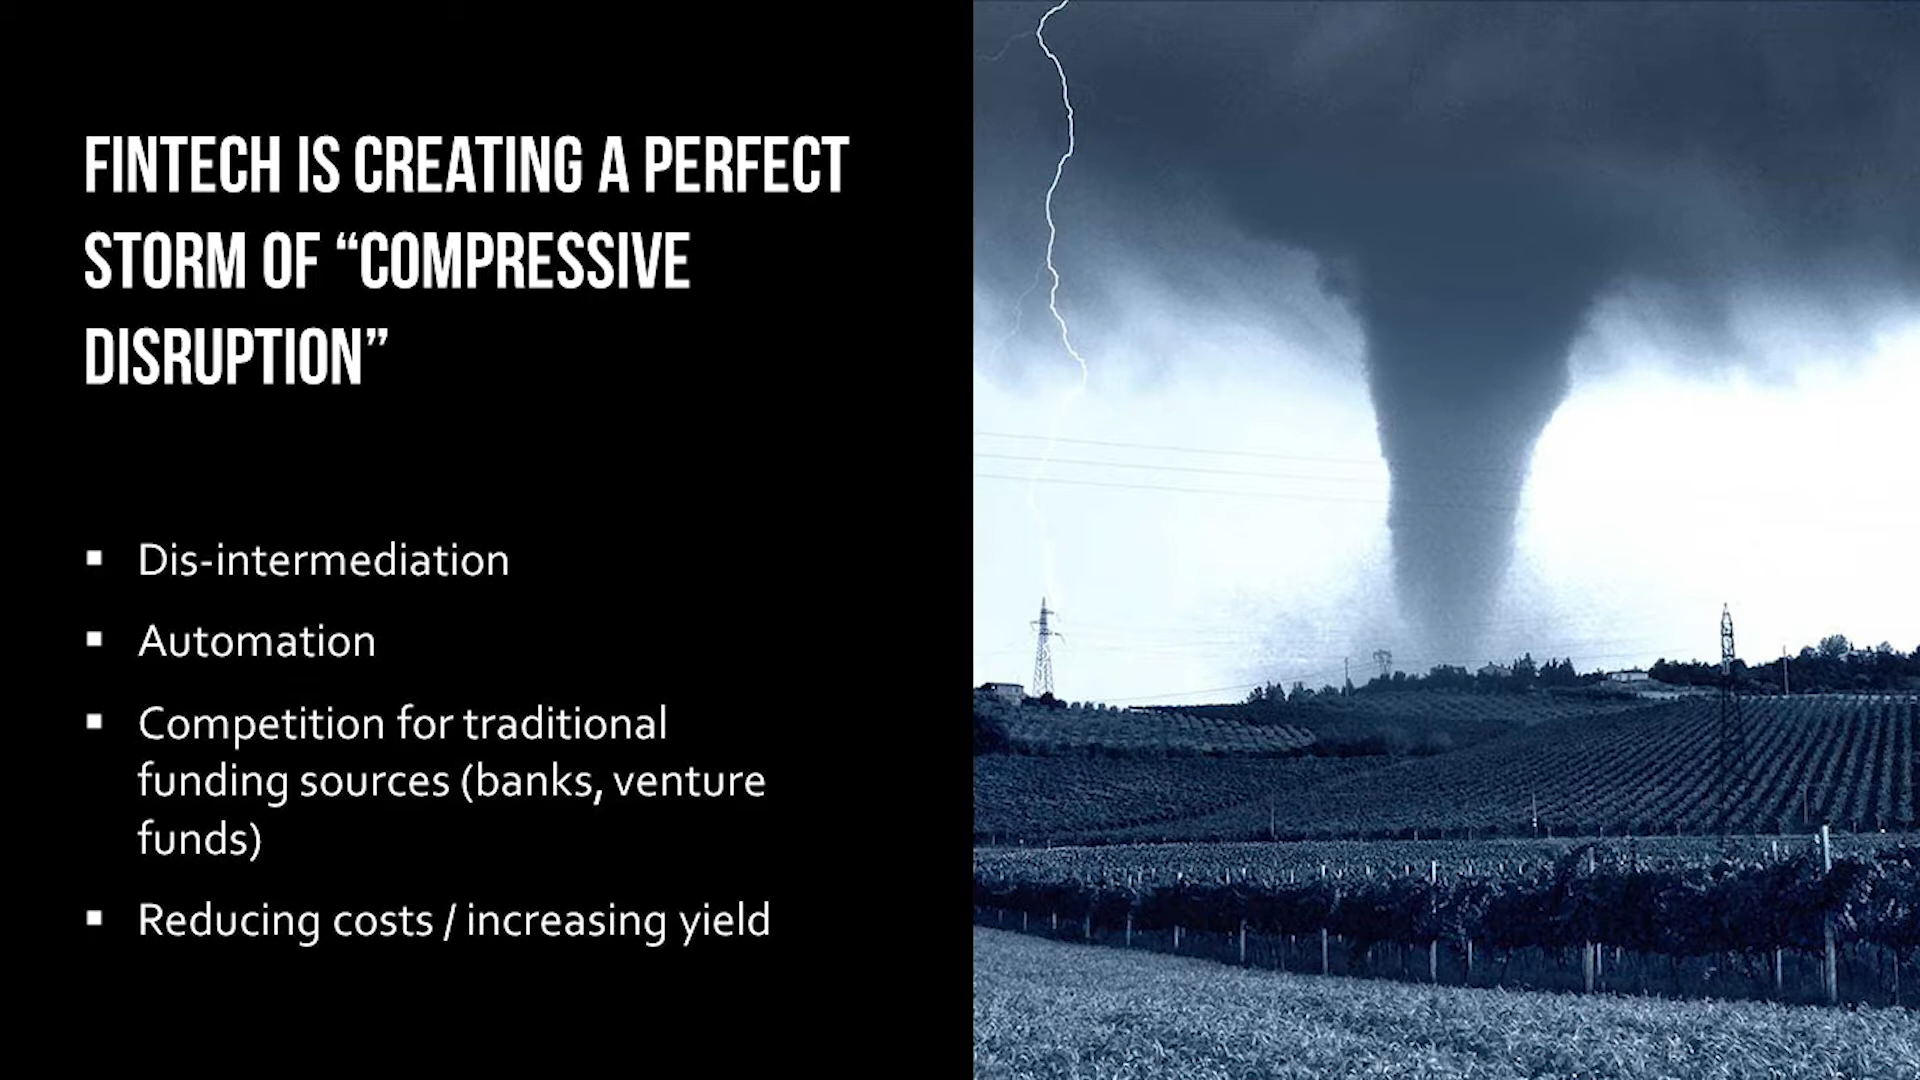 FINTECH IS CREATING A PERFECT
STORM OF “COMPRESSIVE
DISRUPTION”
▪ Dis-intermediation
▪ Automation
▪ Competition for traditional
funding sources (banks, venture
funds)
▪ Reducing costs / increasing yield